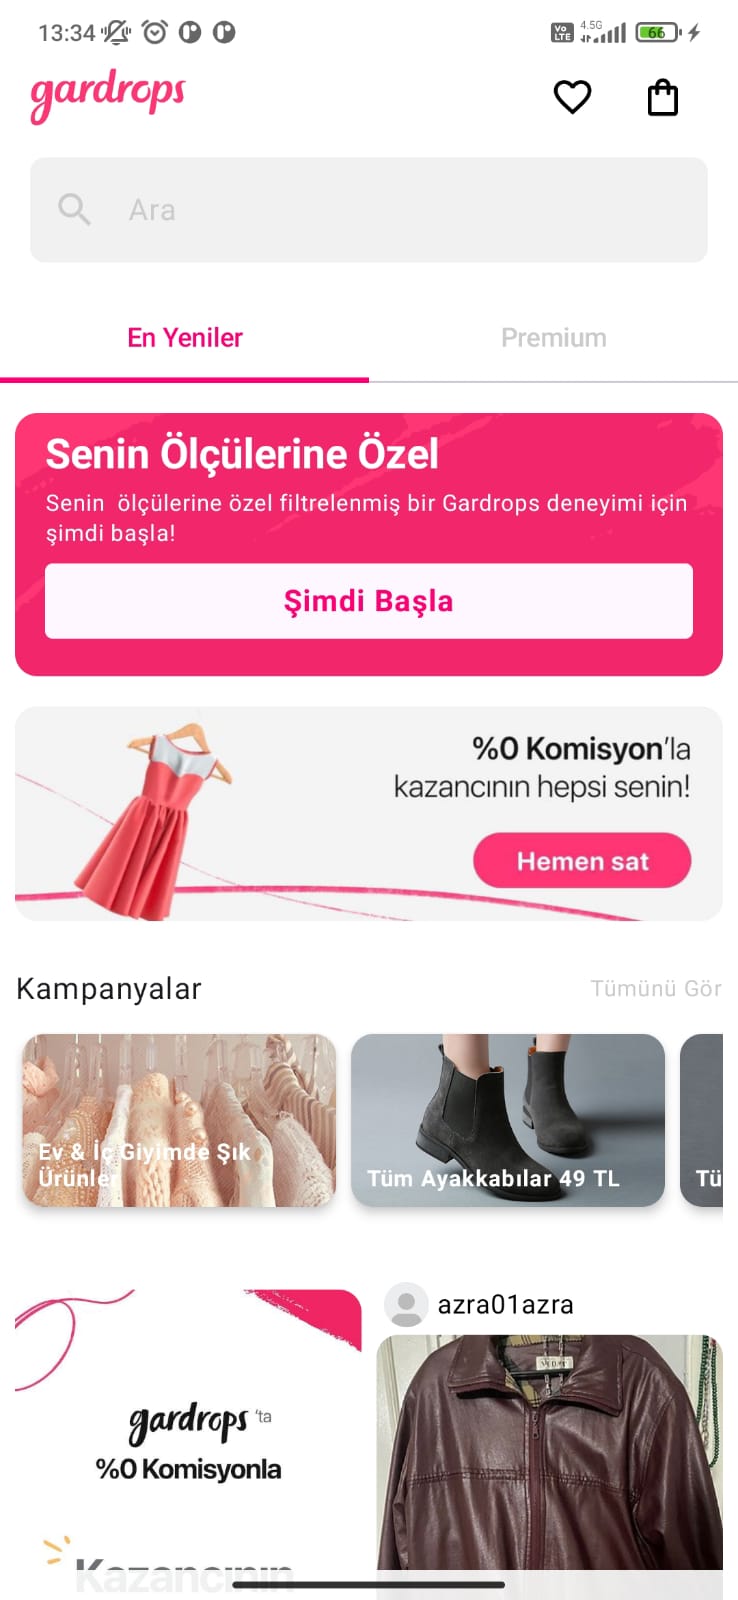 13:34
Vo LTE 4.5G 66
gardrops
Ara
En Yeniler Premium
Senin Ölçülerine Özel
Senin ölçülerine özel filtrelenmiş bir Gardrops deneyimi için
şimdi başla!
Şimdi Başla
%0 Komisyon'la
kazancının hepsi senin!
Hemen sat
Kampanyalar Tümünü Gör
Ev & İç Giyimde Şık
Ürünler
Tüm Ayakkabılar 49 TL
Tü
azra01azra
gardrops 'ta
%0 Komisyonla
Kazancının